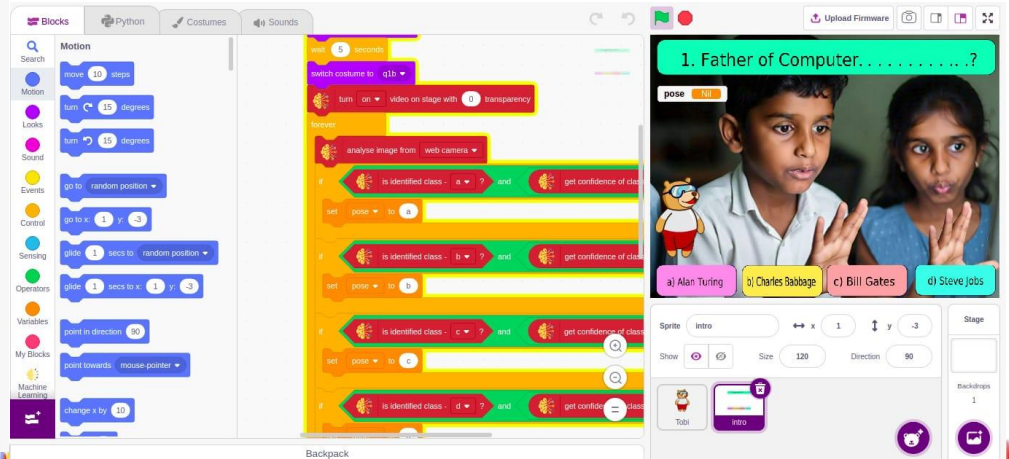 Blocks
Python
Costumes
Sounds
Upload Firmware
Search
Motion
Looks
Sound
Events
Control
Sensing
Operators
Variables
My Blocks
Machine
Learning
Motion
move 10 steps
turn 15 degrees
turn 15 degrees
go to random position
go to x: 1 y: -3
glide 1 secs to random position
glide 1 secs to x: 1 y: -3
point in direction 90
point towards mouse-pointer
change x by 10
wait 5 seconds
switch costume to q1b
turn on video on stage with 0 transparency
forever
analyse image from web camera
if is identified class - a ? and get confidence of clas
set pose to a
if is identified class - b ? and get confidence of clas
set pose to b
if is identified class - c ? and get confidence of class
set pose to c
if is identified class - d ? and get confide of class
Backpack
1. Father of Computer. . . . . . . . . . . . .?
pose Nil
a) Alan Turing
b) Charles Babbage
c) Bill Gates
d) Steve Jobs
Sprite intro x 1 y -3
Show Size 120 Direction 90
Tobi
intro
Stage
Backdrops
1